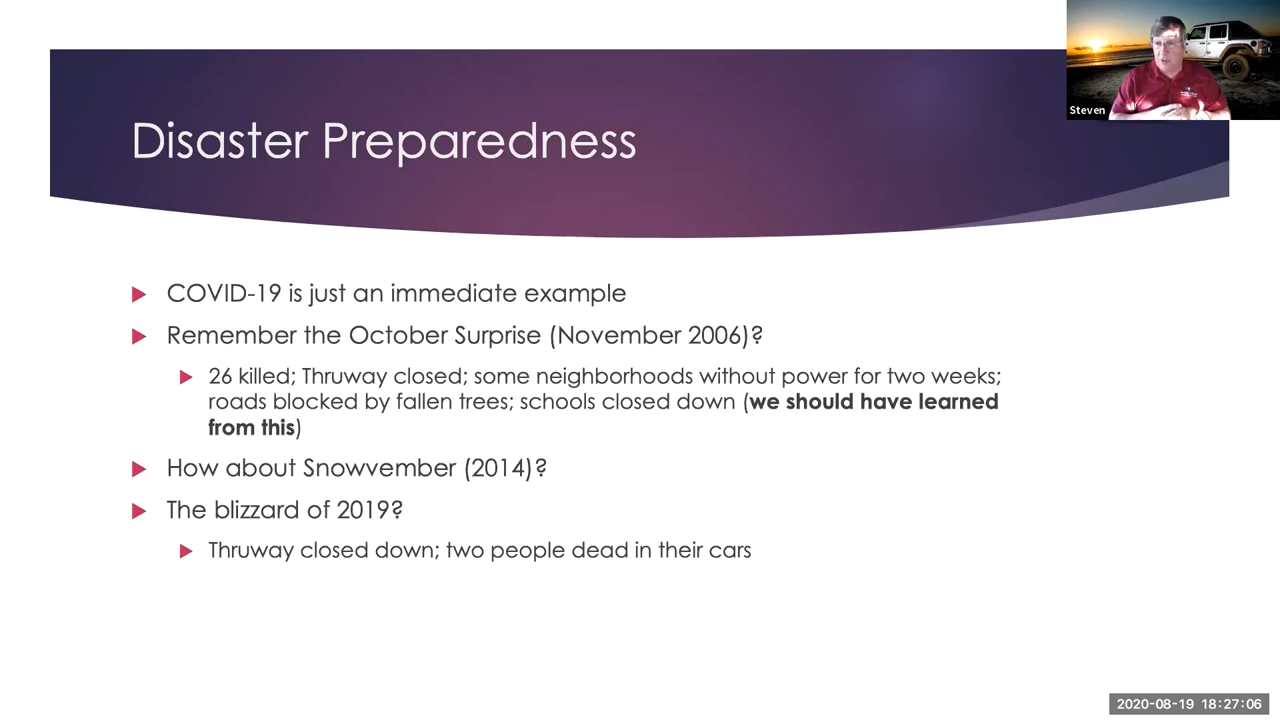 Steven
Disaster Preparedness
COVID-19 is just an immediate example
Remember the October Surprise (November 2006)?
26 killed; Thruway closed; some neighborhoods without power for two weeks;
roads blocked by fallen trees; schools closed down (we should have learned
from this)
How about Snowvember (2014)?
The blizzard of 2019?
Thruway closed down; two people dead in their cars
2020-08-19 18:27:06